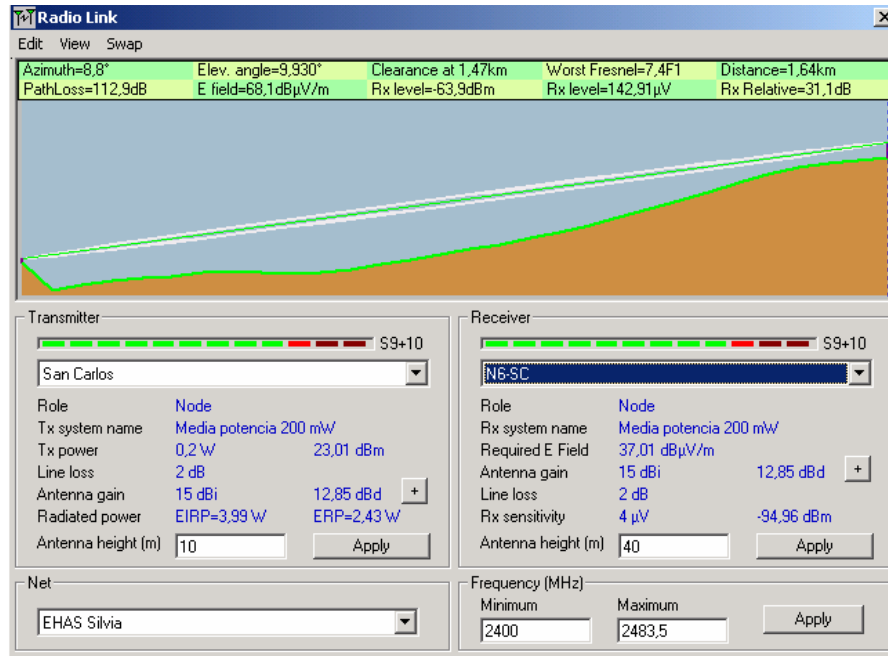 Radio Link
Edit View Swap
Azimuth=8,8° Elev. angle=9,930° Clearance at 1,47km Worst Fresnel=7,4F1 Distance=1,64km
PathLoss=112,9dB E field=68,1dBµV/m Rx level=-63,9dBm Rx level=142,91µV Rx Relative=31,1dB
Transmitter
S9+10
San Carlos
Role Node
Tx system name Media potencia 200 mW
Tx power 0,2 W 23,01 dBm
Line loss 2 dB
Antenna gain 15 dBi 12,85 dBd +
Radiated power EIRP=3,99 W ERP=2,43 W
Antenna height (m) 10 Apply
Receiver
S9+10
N6-SC
Role Node
Rx system name Media potencia 200 mW
Required E Field 37,01 dBµV/m
Antenna gain 15 dBi 12,85 dBd +
Line loss 2 dB
Rx sensitivity 4 µV -94,96 dBm
Antenna height (m) 40 Apply
Net
EHAS Silvia
Frequency (MHz)
Minimum Maximum
2400 2483,5 Apply